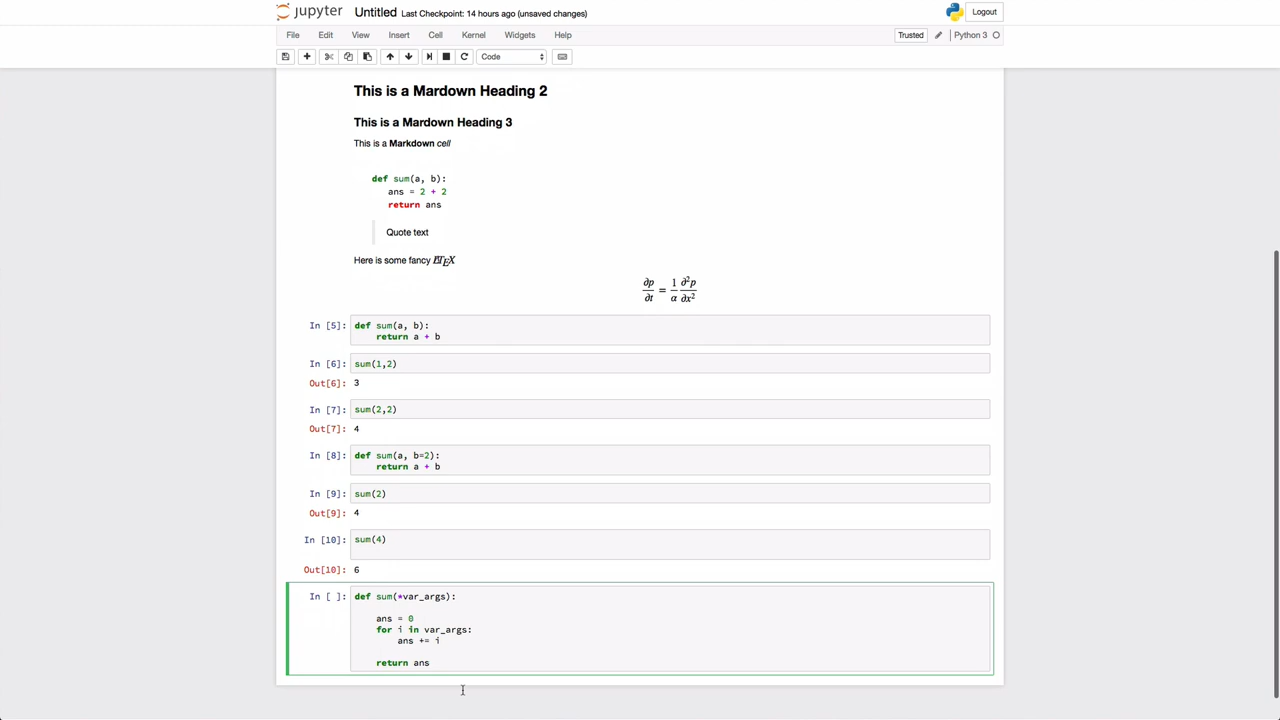 jupyter Untitled Last Checkpoint: 14 hours ago (unsaved changes) Logout
File Edit View Insert Cell Kernel Widgets Help Trusted Python 3
Code
This is a Mardown Heading 2
This is a Mardown Heading 3
This is a Markdown cell
def sum(a, b):
ans = 2 + 2
return ans
Quote text
Here is some fancy LATEX
∂p/∂t = 1/α ∂²p/∂x²
In [5]: def sum(a, b):
return a + b
In [6]: sum(1,2)
Out[6]: 3
In [7]: sum(2,2)
Out[7]: 4
In [8]: def sum(a, b=2):
return a + b
In [9]: sum(2)
Out[9]: 4
In [10]: sum(4)
Out[10]: 6
In [ ]: def sum(*var_args):
ans = 0
for i in var_args:
ans += i
return ans